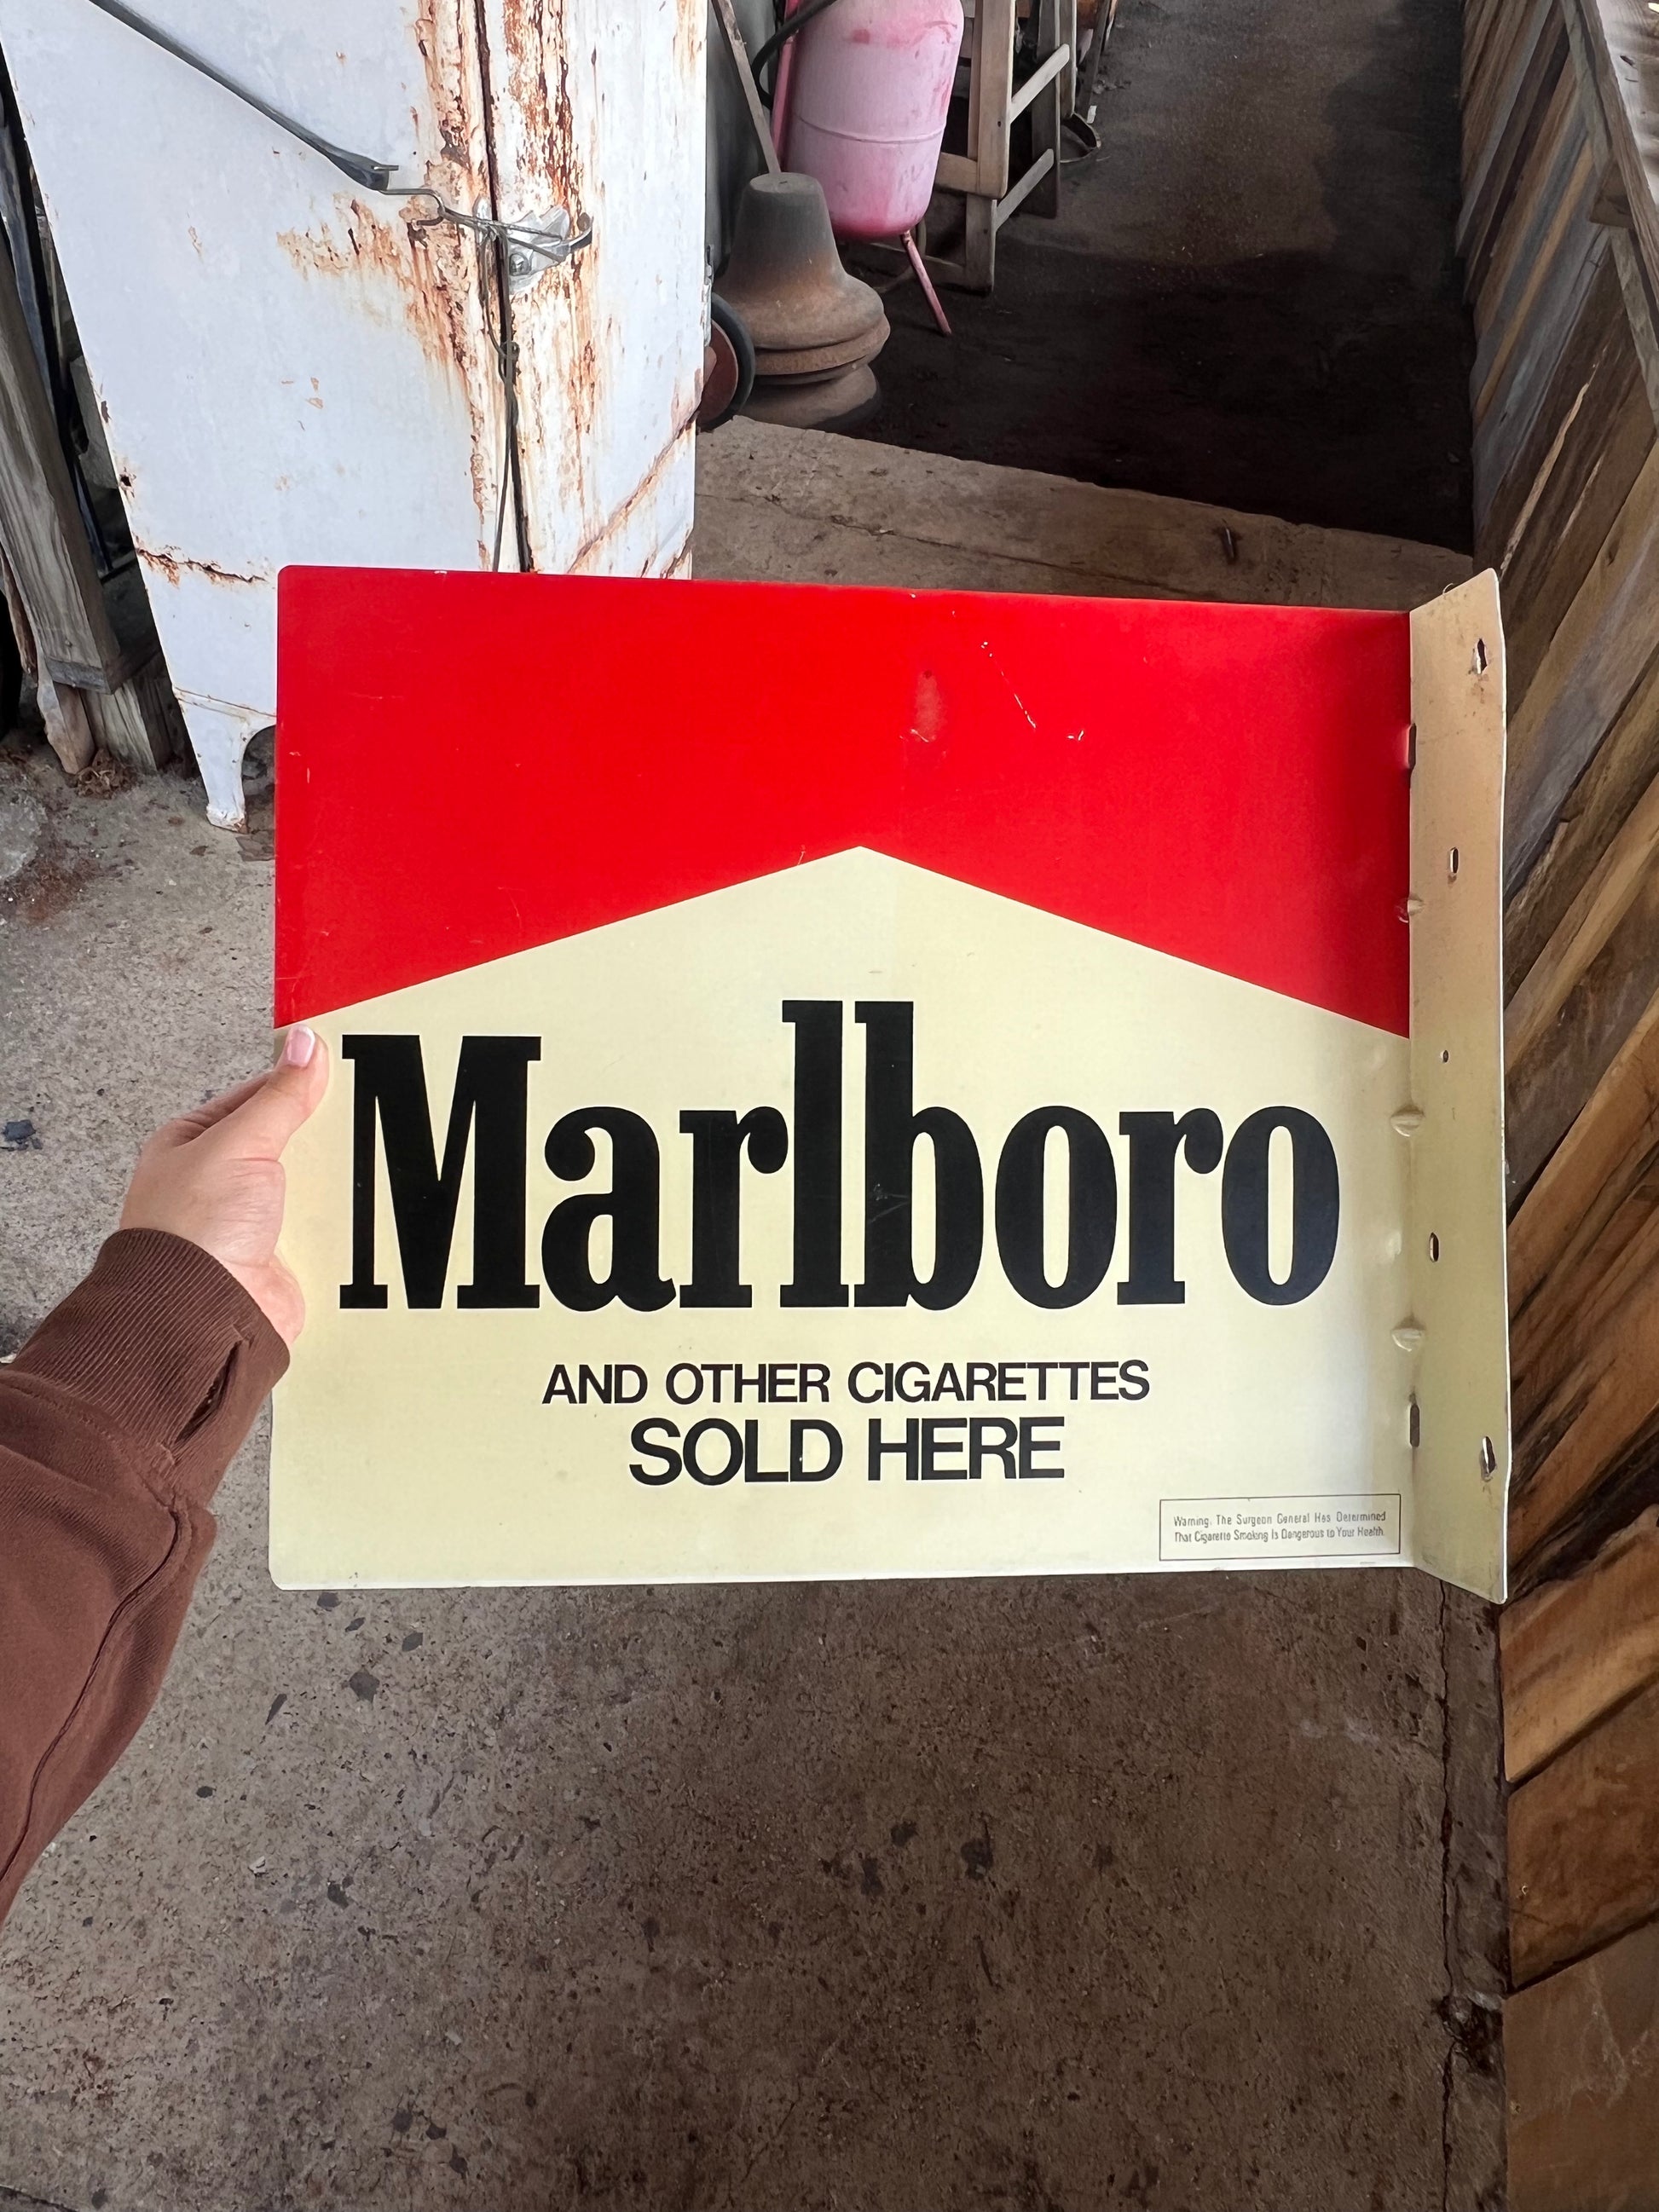 Marlboro
AND OTHER CIGARETTES
SOLD HERE
Warning: The Surgeon General Has Determined
That Cigarette Smoking Is Dangerous to Your Health.